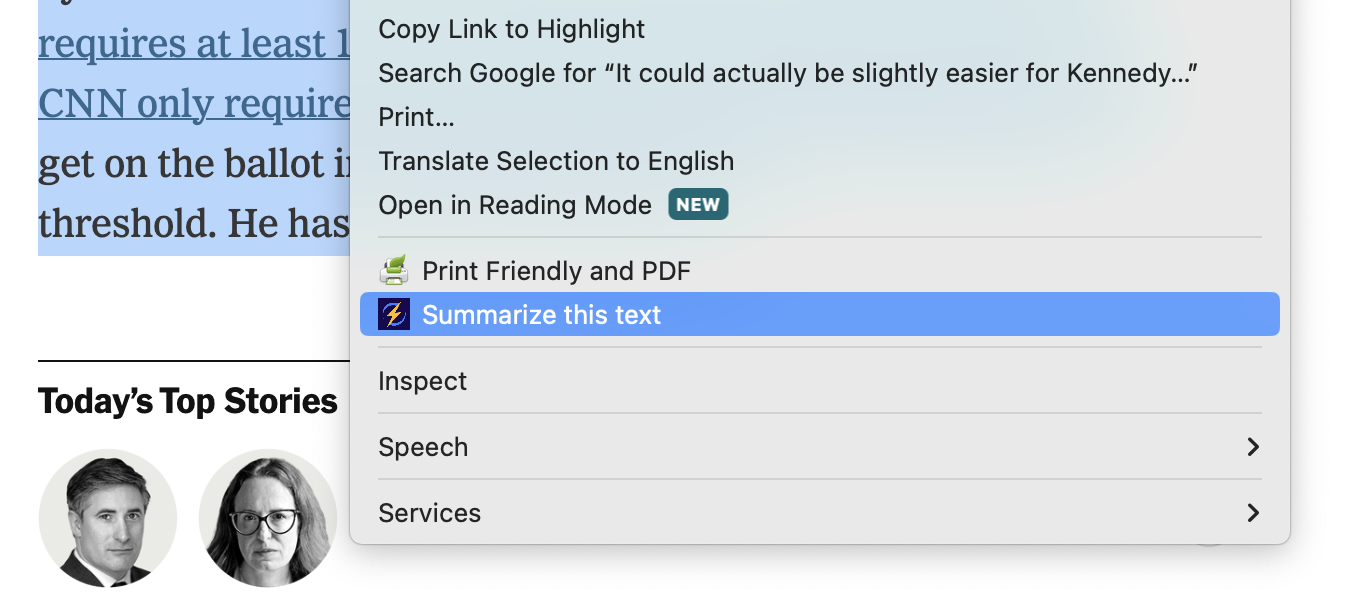 requires at least 1
CNN only require
get on the ballot i
threshold. He has
Copy Link to Highlight
Search Google for “It could actually be slightly easier for Kennedy...”
Print...
Translate Selection to English
Open in Reading Mode NEW
Print Friendly and PDF
Summarize this text
Inspect
Speech
Services
Today’s Top Stories